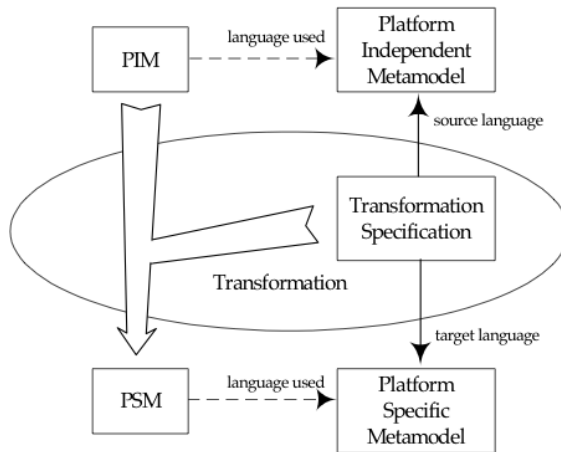 PIM
language used
Platform
Independent
Metamodel
source language
Transformation
Specification
Transformation
target language
PSM
language used
Platform
Specific
Metamodel